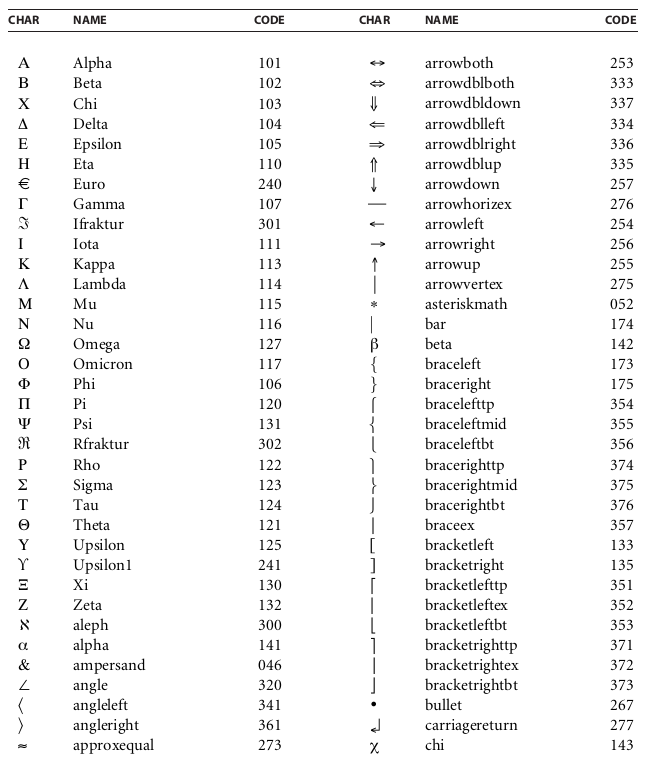 CHAR NAME CODE CHAR NAME CODE
Α Alpha 101 ↔ arrowboth 253
Β Beta 102 ⇔ arrowdblboth 333
Χ Chi 103 ⇓ arrowdbldown 337
Δ Delta 104 ⇐ arrowdblleft 334
Ε Epsilon 105 ⇒ arrowdblright 336
Η Eta 110 ⇑ arrowdblup 335
€ Euro 240 ↓ arrowdown 257
Γ Gamma 107 ⎯ arrowhorizex 276
ℑ Ifraktur 301 ← arrowleft 254
Ι Iota 111 → arrowright 256
Κ Kappa 113 ↑ arrowup 255
Λ Lambda 114 ⏐ arrowvertex 275
Μ Mu 115 ∗ asteriskmath 052
Ν Nu 116 | bar 174
Ω Omega 127 β beta 142
Ο Omicron 117 { braceleft 173
Φ Phi 106 } braceright 175
Π Pi 120 ⎧ bracelefttp 354
Ψ Psi 131 ⎨ braceleftmid 355
ℜ Rfraktur 302 ⎩ braceleftbt 356
Ρ Rho 122 ⎫ bracerighttp 374
Σ Sigma 123 ⎬ bracerightmid 375
Τ Tau 124 ⎭ bracerightbt 376
Θ Theta 121 ⎪ braceex 357
Υ Upsilon 125 [ bracketleft 133
ϒ Upsilon1 241 ] bracketright 135
Ξ Xi 130 ⎡ bracketlefttp 351
Ζ Zeta 132 ⎢ bracketleftex 352
ℵ aleph 300 ⎣ bracketleftbt 353
α alpha 141 ⎤ bracketrighttp 371
& ampersand 046 ⎥ bracketrightex 372
∠ angle 320 ⎦ bracketrightbt 373
〈 angleleft 341 • bullet 267
〉 angleright 361 ↵ carriagereturn 277
≈ approxequal 273 χ chi 143